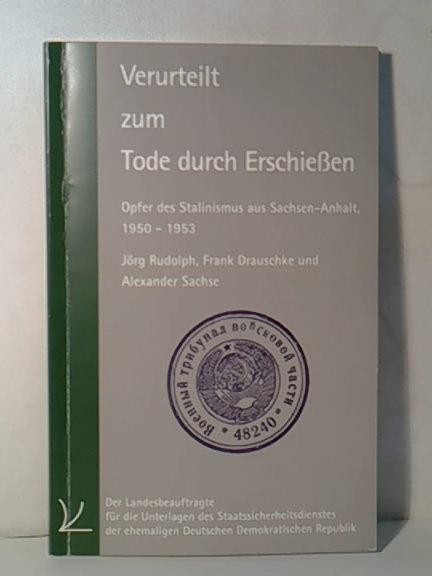 Verurteilt
zum
Tode durch Erschießen
Opfer des Stalinismus aus Sachsen-Anhalt,
1950 - 1953
Jörg Rudolph, Frank Drauschke und
Alexander Sachse
Военный трибунал войсковой части
* 48240 *
Der Landesbeauftragte
für die Unterlagen des Staatssicherheitsdienstes
der ehemaligen Deutschen Demokratischen Republik